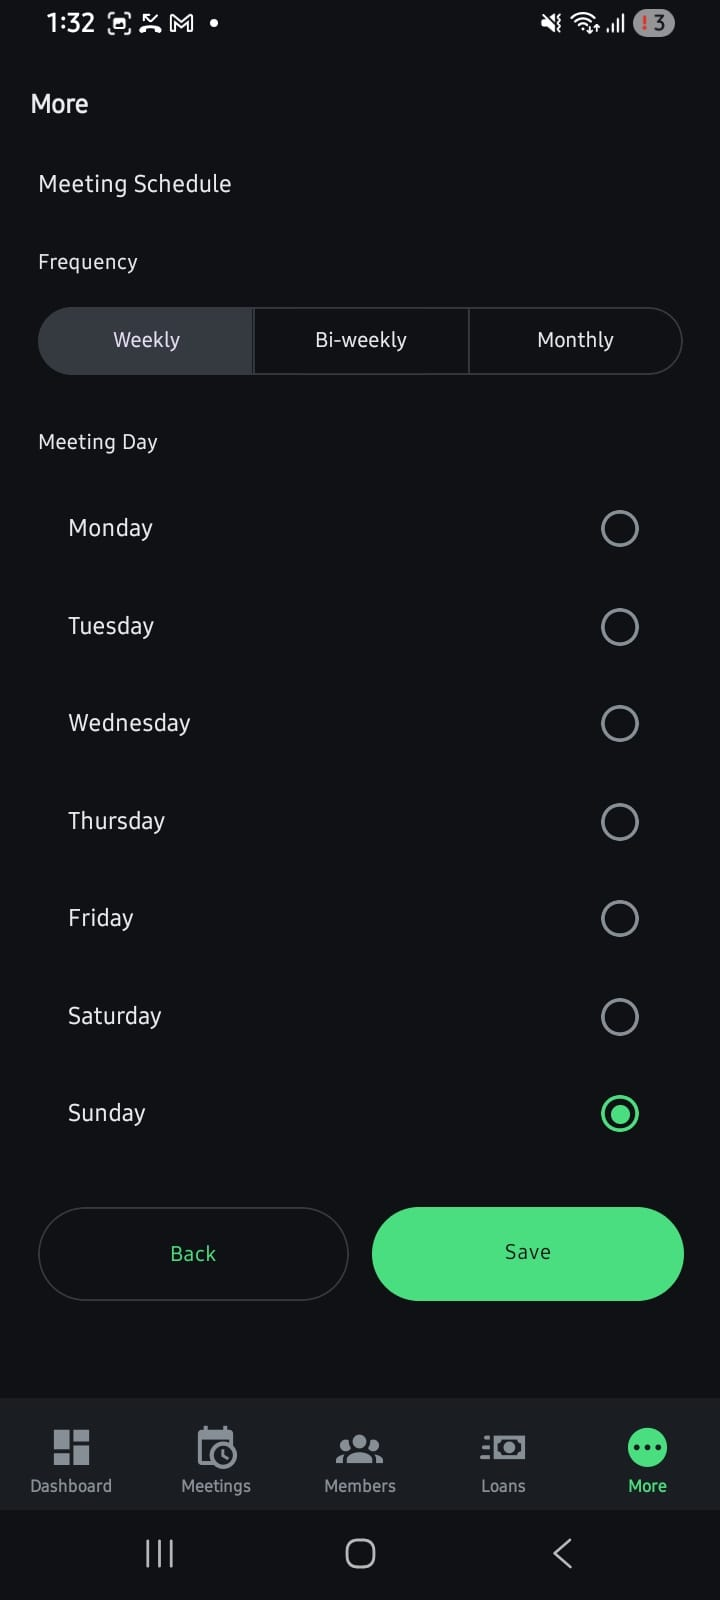 1:32
3
More
Meeting Schedule
Frequency
Weekly Bi-weekly Monthly
Meeting Day
Monday
Tuesday
Wednesday
Thursday
Friday
Saturday
Sunday
Back Save
Dashboard Meetings Members Loans More